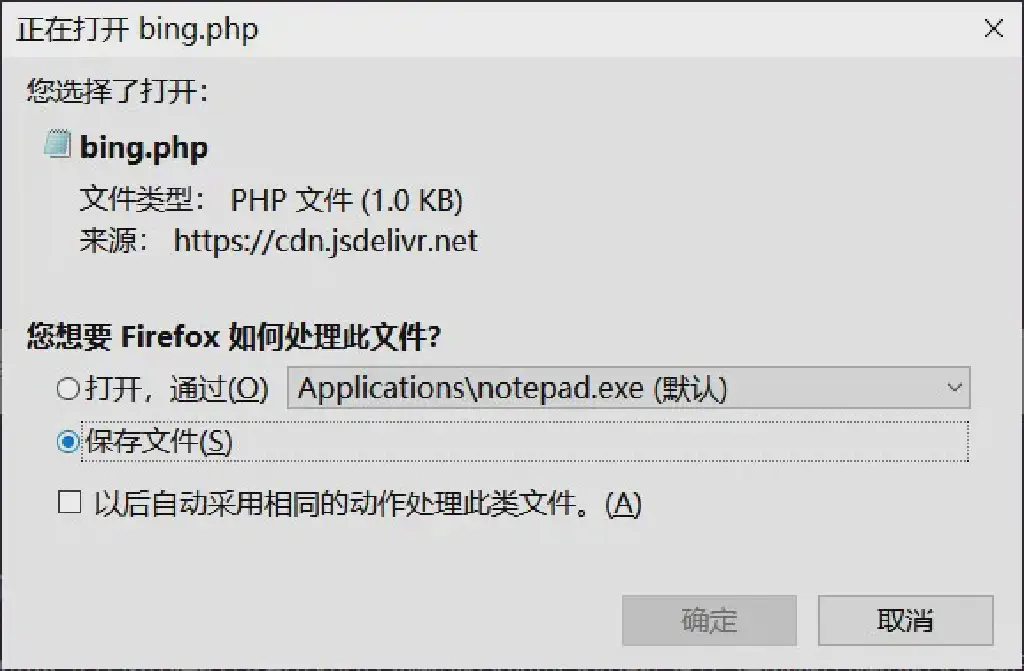 正在打开 bing.php
您选择了打开：
bing.php
文件类型： PHP 文件 (1.0 KB)
来源： https://cdn.jsdelivr.net
您想要 Firefox 如何处理此文件?
打开，通过(O) Applications\notepad.exe (默认)
保存文件(S)
以后自动采用相同的动作处理此类文件。(A)
确定 取消